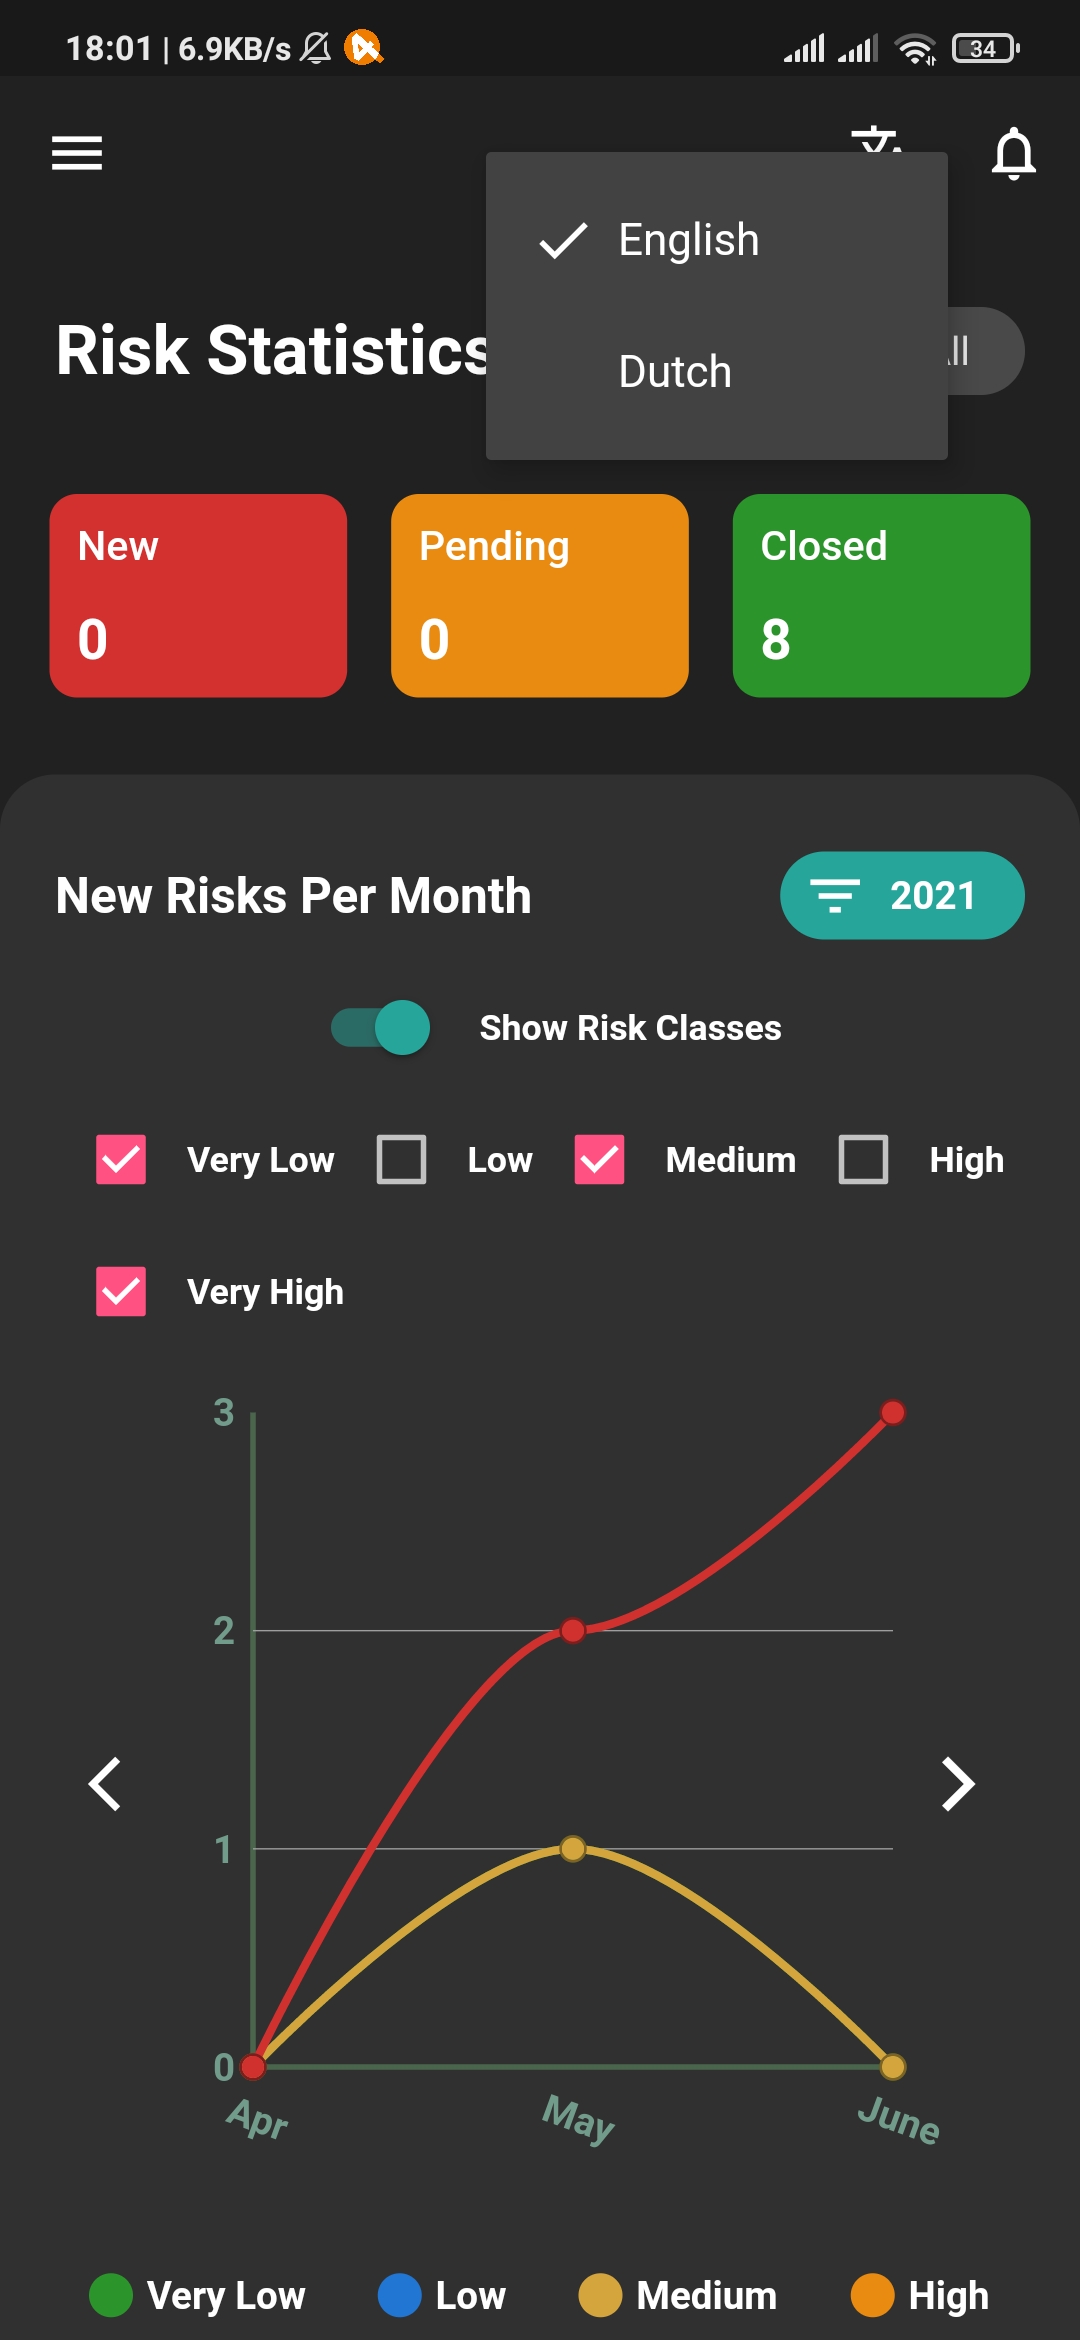 18:01 | 6.9KB/s 34
English
Risk Statistics
Dutch
New Pending Closed
0 0 8
New Risks Per Month 2021
Show Risk Classes
Very Low Low Medium High
Very High
3
2
1
0
Apr May June
Very Low Low Medium High